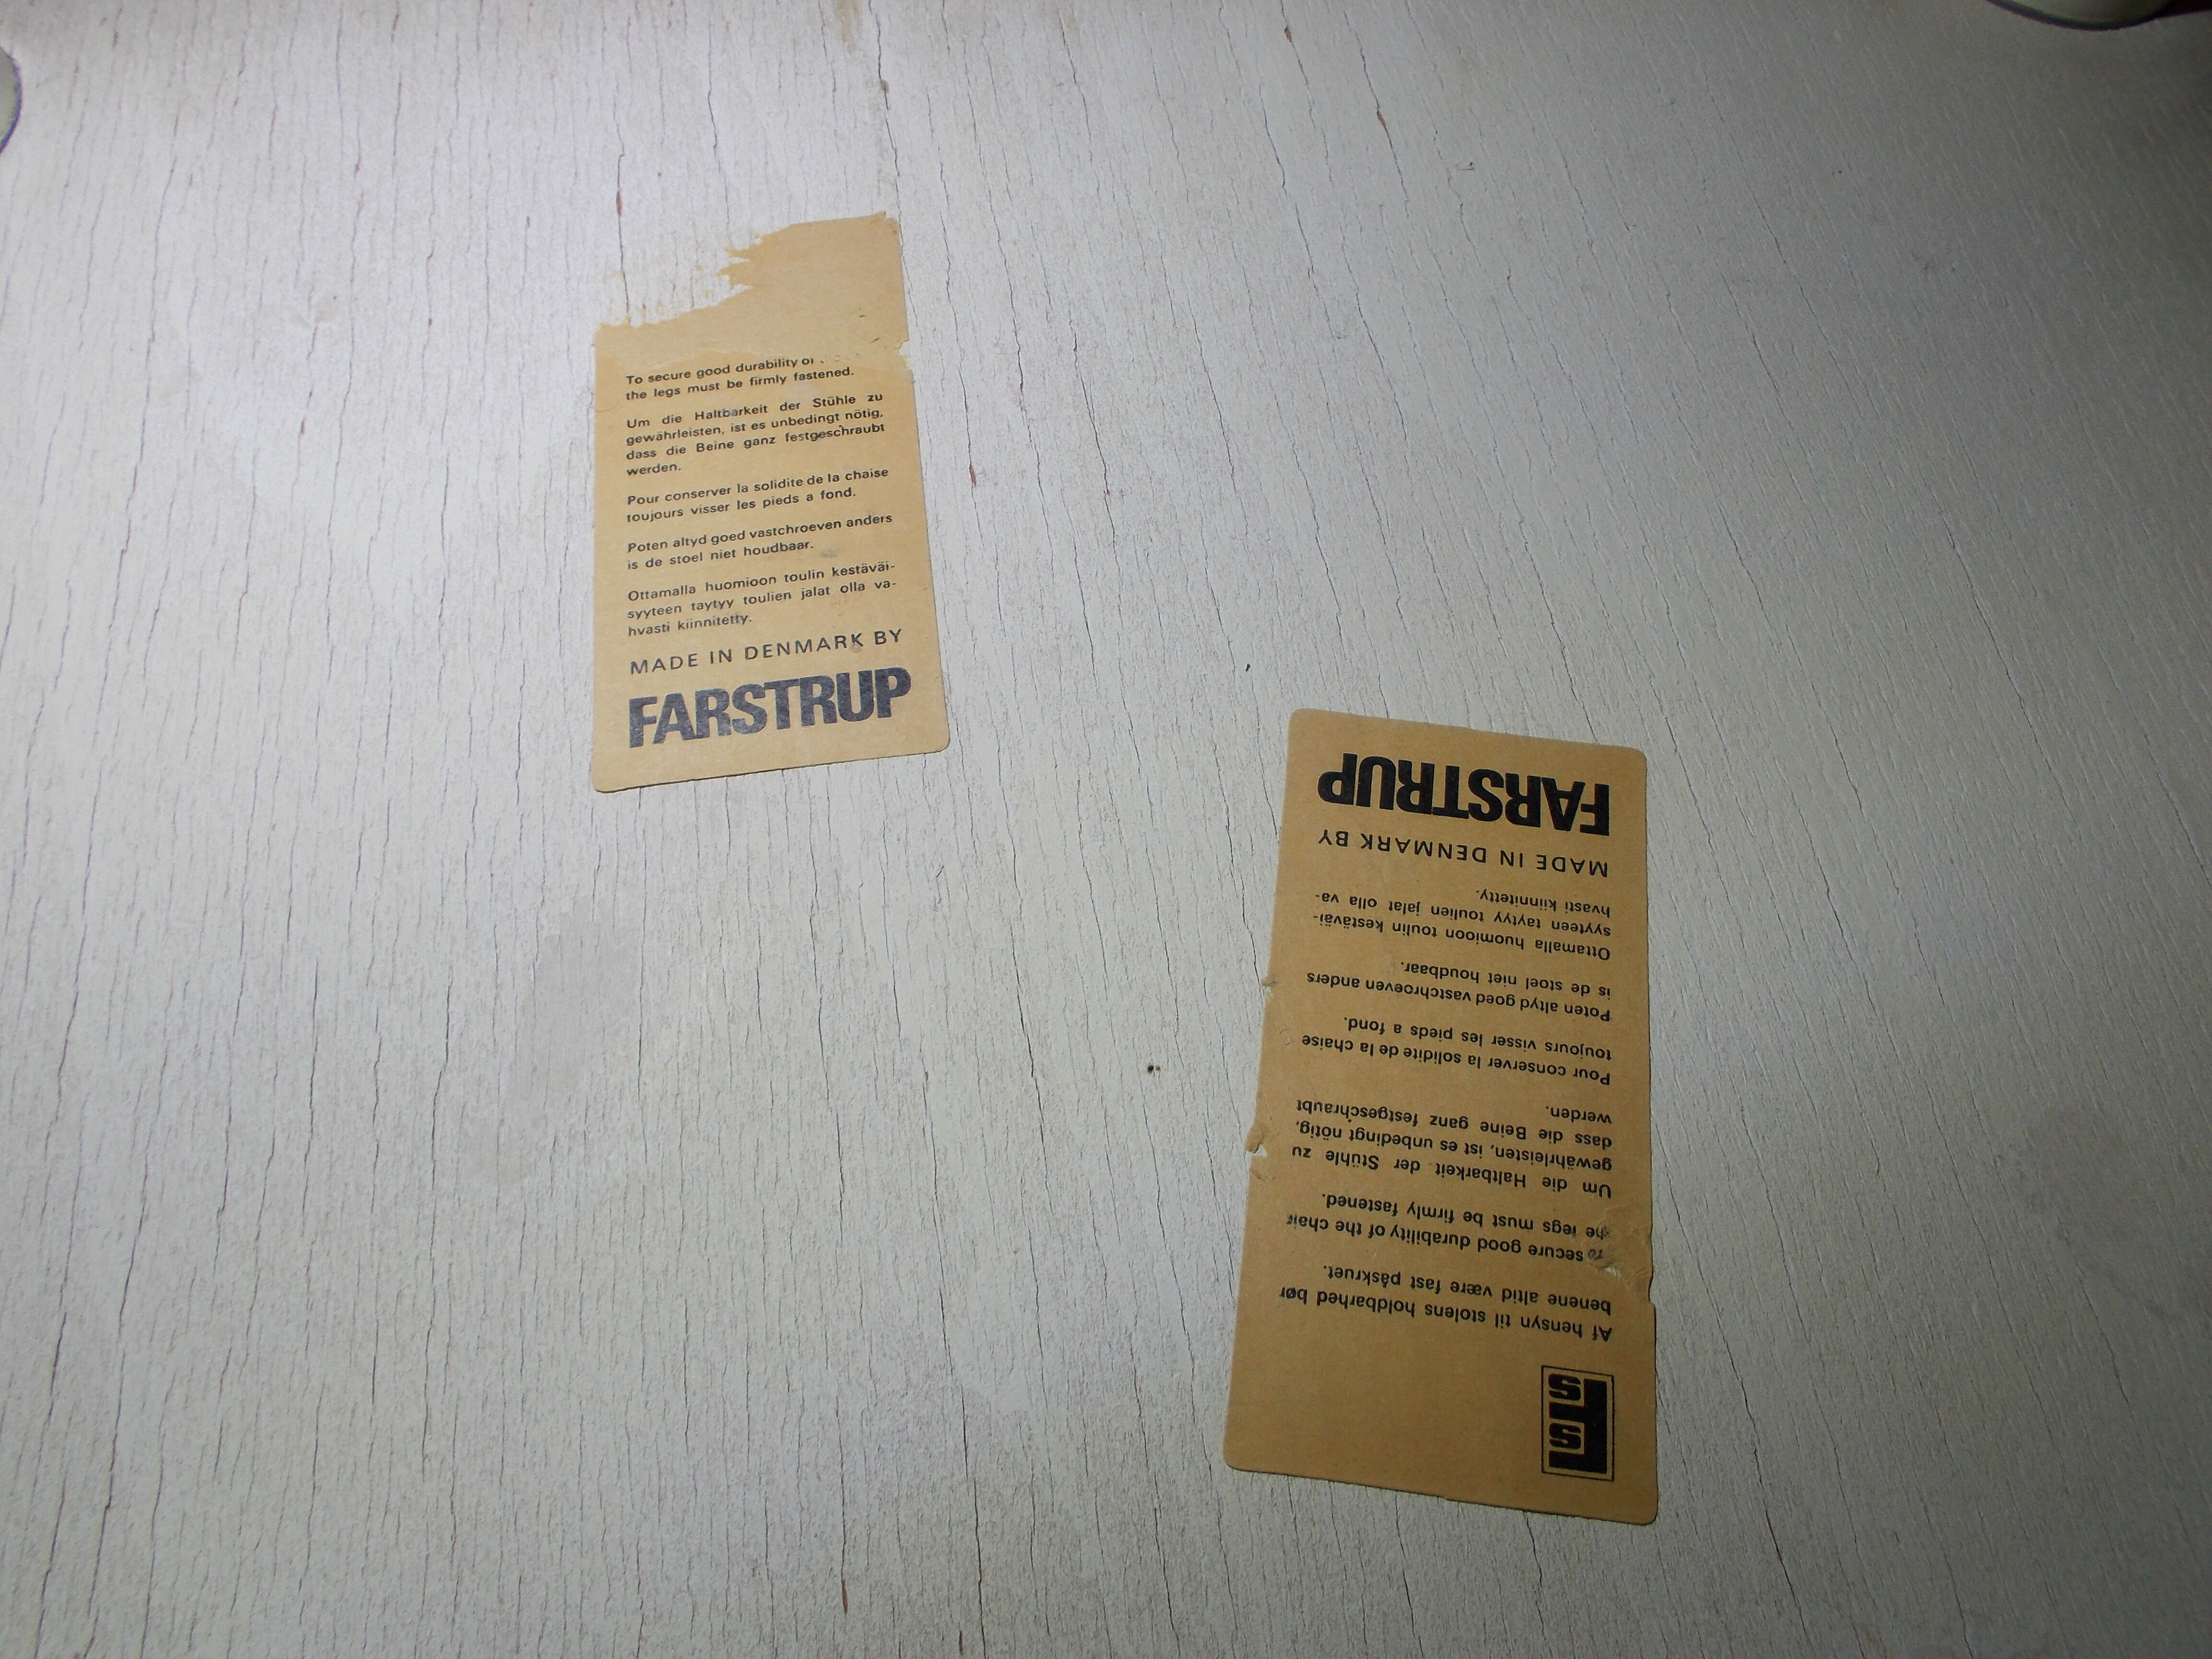 To secure good durability
the legs must be firmly fastened.
Um die Haltbarkeit der Stühle zu
gewährleisten, ist es unbedingt nötig,
dass die Beine ganz festgeschraubt
werden.
Pour conserver la solidite de la chaise
toujours visser les pieds a fond.
Poten altyd goed vastchroeven anders
is de stoel niet houdbaar.
Ottamalla huomioon toulin kestäväi-
syyteen taytyy toulien jalat olla va-
hvasti kiinnitetty.
MADE IN DENMARK BY
FARSTRUP
Af hensyn til stolens holdbarhed bør
benene altid være fast påskruet.
To secure good durability of the chair
the legs must be firmly fastened.
Um die Haltbarkeit der Stühle zu
gewährleisten, ist es unbedingt nötig,
dass die Beine ganz festgeschraubt
werden.
Pour conserver la solidite de la chaise
toujours visser les pieds a fond.
Poten altyd goed vastchroeven anders
is de stoel niet houdbaar.
Ottamalla huomioon toulin kestäväi-
syyteen taytyy toulien jalat olla va-
hvasti kiinnitetty.
MADE IN DENMARK BY
FARSTRUP